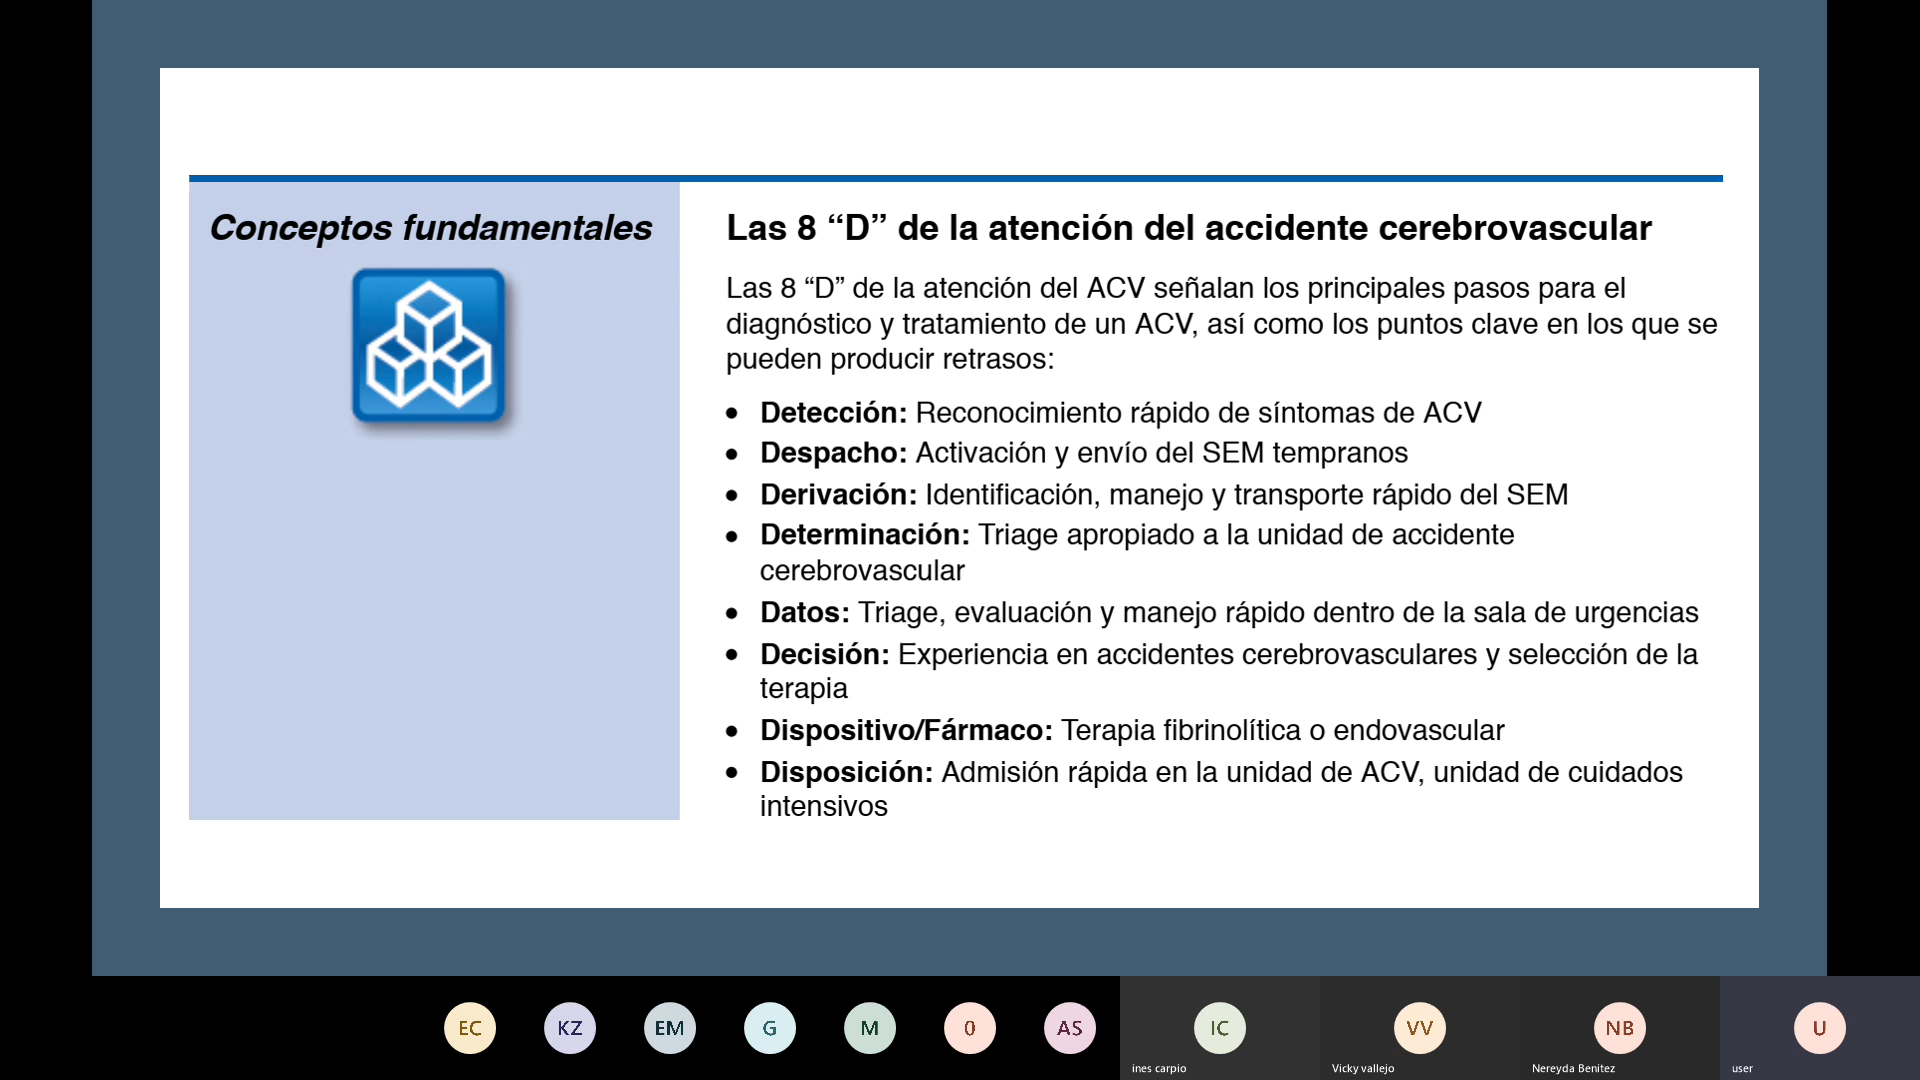 Conceptos fundamentales
Las 8 “D” de la atención del accidente cerebrovascular
Las 8 “D” de la atención del ACV señalan los principales pasos para el
diagnóstico y tratamiento de un ACV, así como los puntos clave en los que se
pueden producir retrasos:
• Detección: Reconocimiento rápido de síntomas de ACV
• Despacho: Activación y envío del SEM tempranos
• Derivación: Identificación, manejo y transporte rápido del SEM
• Determinación: Triage apropiado a la unidad de accidente
cerebrovascular
• Datos: Triage, evaluación y manejo rápido dentro de la sala de urgencias
• Decisión: Experiencia en accidentes cerebrovasculares y selección de la
terapia
• Dispositivo/Fármaco: Terapia fibrinolítica o endovascular
• Disposición: Admisión rápida en la unidad de ACV, unidad de cuidados
intensivos
EC KZ EM G M 0 AS IC VV NB U
ines carpio Vicky vallejo Nereyda Benitez user